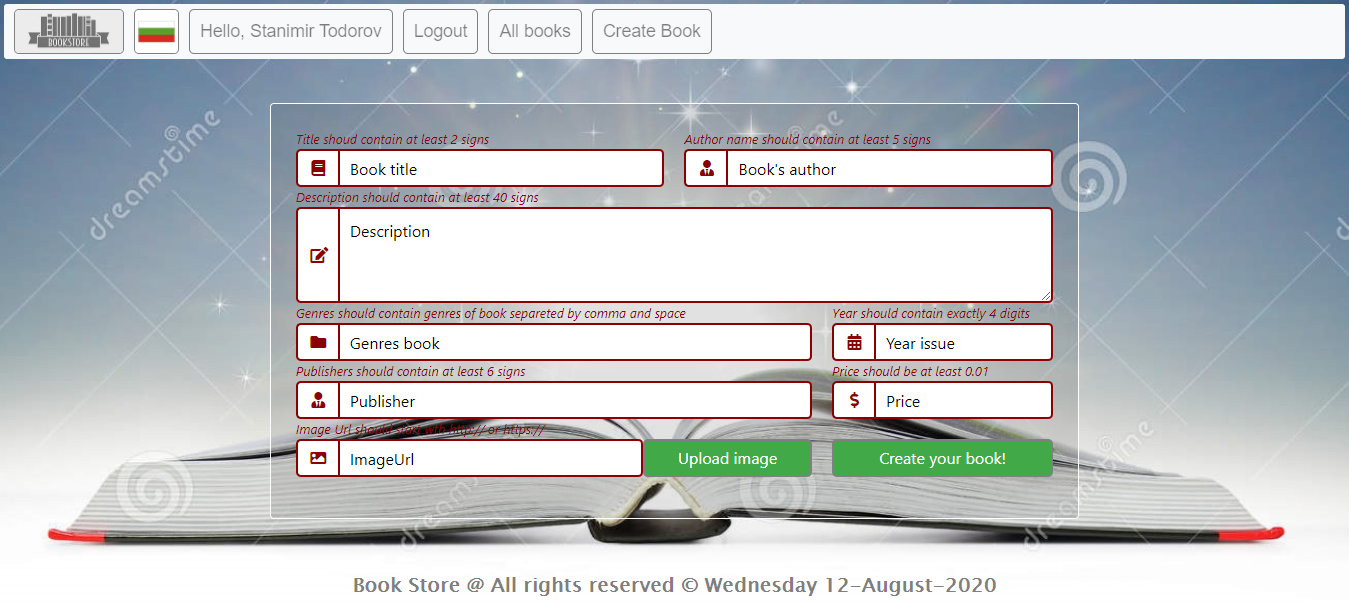 BOOKSTORE
Hello, Stanimir Todorov
Logout
All books
Create Book
dreamstime
Title shoud contain at least 2 signs
Author name should contain at least 5 signs
Book title
Book's author
Description should contain at least 40 signs
Description
Genres should contain genres of book separeted by comma and space
Year should contain exactly 4 digits
Genres book
Year issue
Publishers should contain at least 6 signs
Price should be at least 0.01
Publisher
Price
Image Url should start wth http:// or https://
ImageUrl
Upload image
Create your book!
dreamstime
dreamstime
Book Store @ All rights reserved © Wednesday 12-August-2020